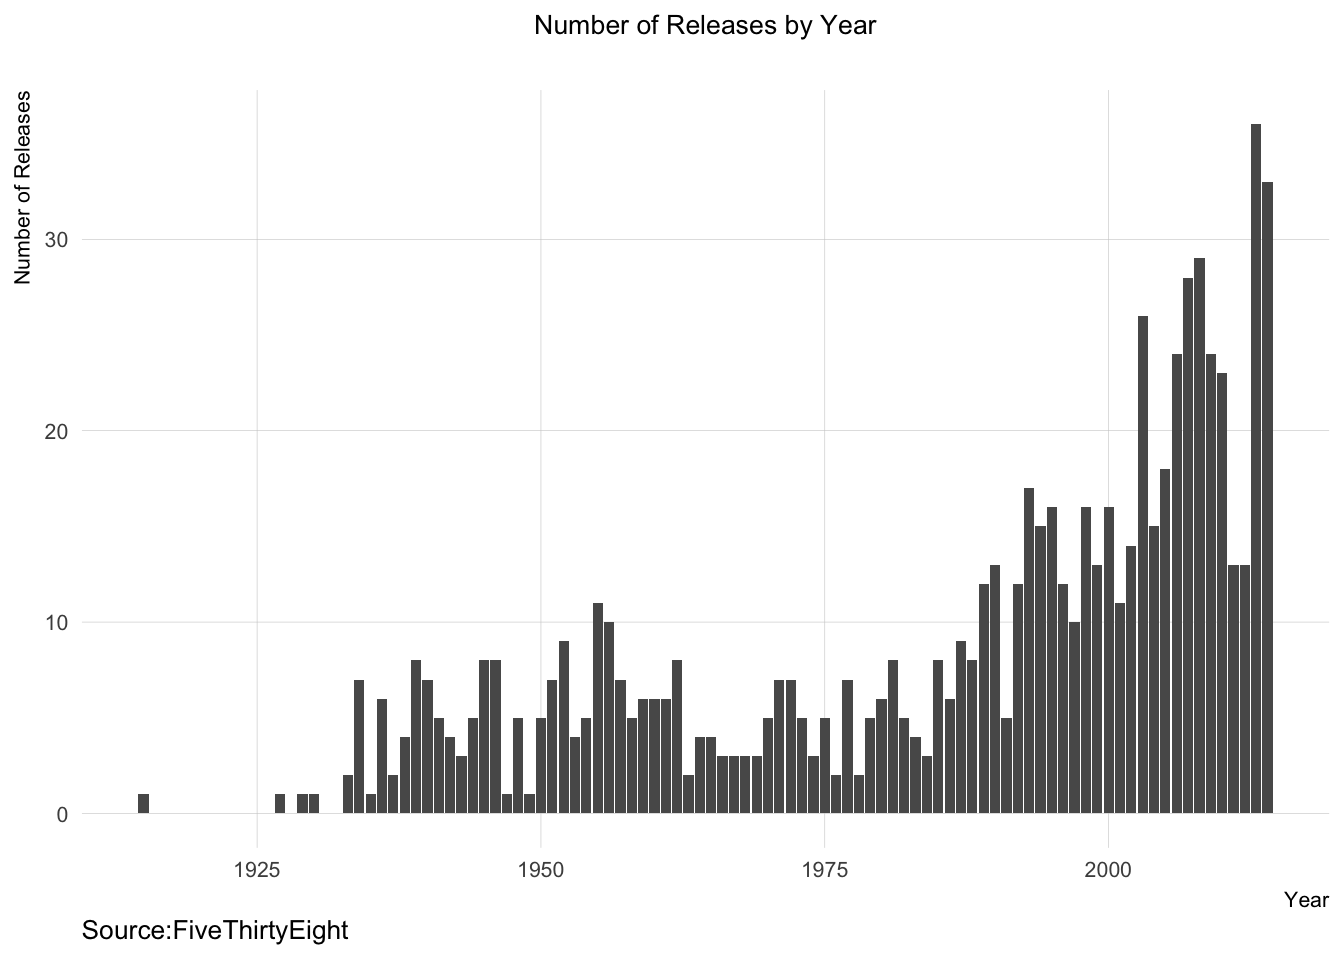 Number of Releases by Year
Number of Releases
30
20
10
0
1925
1950
1975
2000
Year
Source:FiveThirtyEight